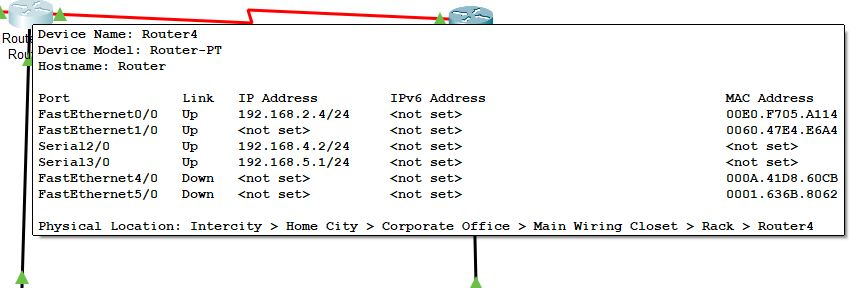 Device Name: Router4
Device Model: Router-PT
Hostname: Router
Port Link IP Address IPv6 Address MAC Address
FastEthernet0/0 Up 192.168.2.4/24 <not set> 00E0.F705.A114
FastEthernet1/0 Up <not set> <not set> 0060.47E4.E6A4
Serial2/0 Up 192.168.4.2/24 <not set> <not set>
Serial3/0 Up 192.168.5.1/24 <not set> <not set>
FastEthernet4/0 Down <not set> <not set> 000A.41D8.60CB
FastEthernet5/0 Down <not set> <not set> 0001.636B.8062
Physical Location: Intercity > Home City > Corporate Office > Main Wiring Closet > Rack > Router4